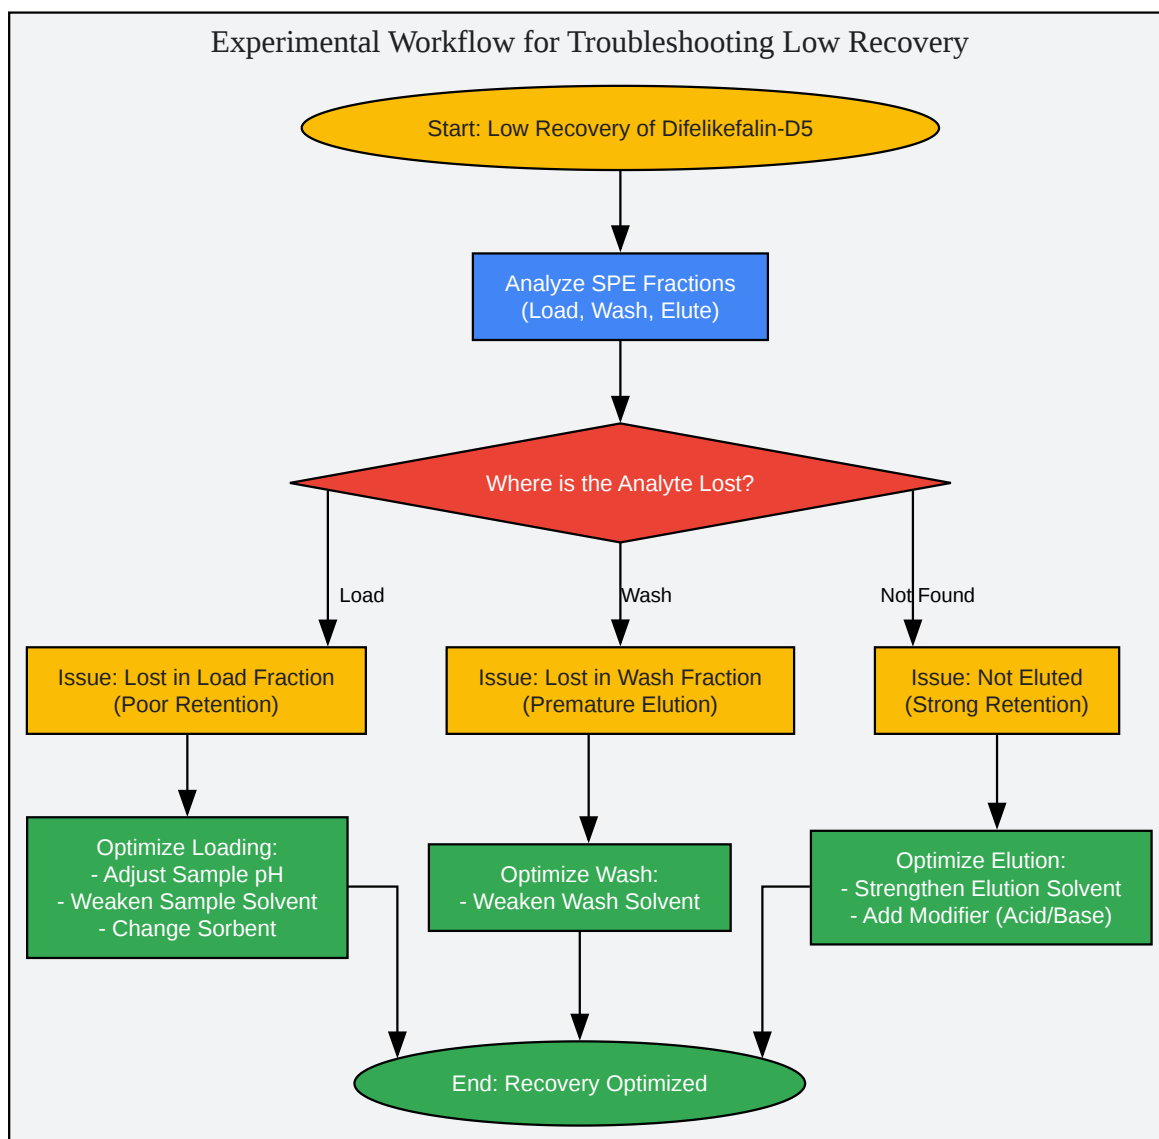 Experimental Workflow for Troubleshooting Low Recovery
Start: Low Recovery of Difelikefalin-D5
Analyze SPE Fractions
(Load, Wash, Elute)
Where is the Analyte Lost?
Load
Wash
Not Found
Issue: Lost in Load Fraction
(Poor Retention)
Issue: Lost in Wash Fraction
(Premature Elution)
Issue: Not Eluted
(Strong Retention)
Optimize Loading:
- Adjust Sample pH
- Weaken Sample Solvent
- Change Sorbent
Optimize Wash:
- Weaken Wash Solvent
Optimize Elution:
- Strengthen Elution Solvent
- Add Modifier (Acid/Base)
End: Recovery Optimized